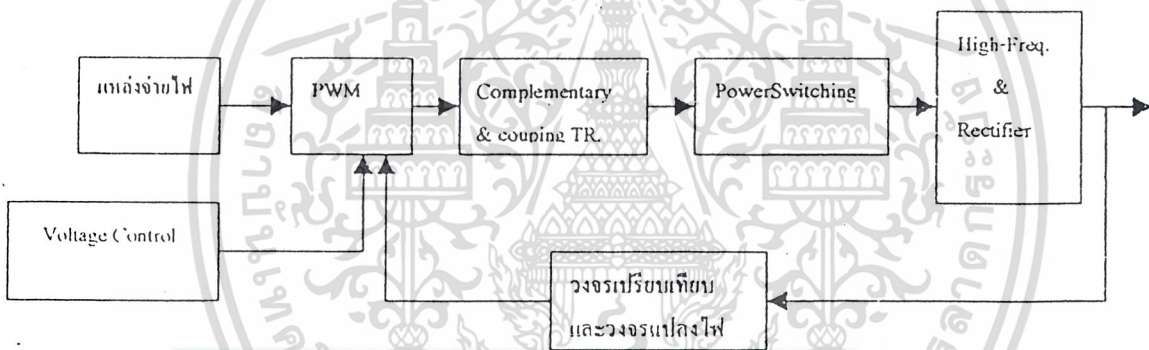 แหล่งจ่ายไฟ
PWM
Complementary
& couping TR.
PowerSwitching
High-Freq.
&
Rectifier
Voltage Control
วงจรเปรียบเทียบ
และวงจรแปลงไฟ